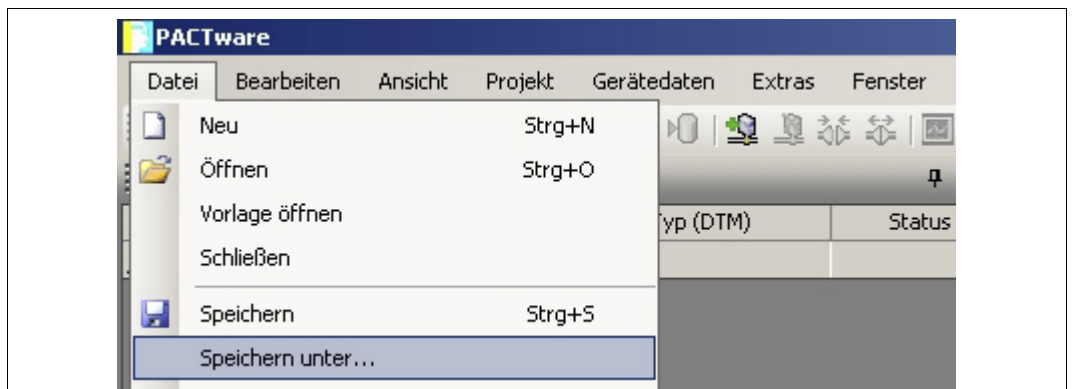 PACTware
Datei Bearbeiten Ansicht Projekt Gerätedaten Extras Fenster
Neu Strg+N
Öffnen Strg+O
Vorlage öffnen
yp (DTM) Status
Schließen
Speichern Strg+S
Speichern unter...